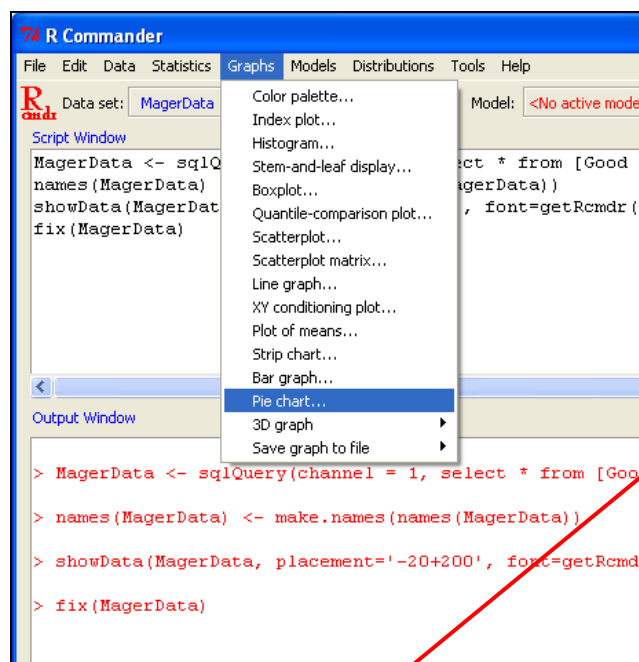 R Commander
File Edit Data Statistics Graphs Models Distributions Tools Help
Rcmdr Data set: MagerData Model: <No active mode
Script Window
MagerData <- sqlQ ect * from [Good
names(MagerData) agerData))
showData(MagerDat , font=getRcmdr(
fix(MagerData)
Color palette...
Index plot...
Histogram...
Stem-and-leaf display...
Boxplot...
Quantile-comparison plot...
Scatterplot...
Scatterplot matrix...
Line graph...
XY conditioning plot...
Plot of means...
Strip chart...
Bar graph...
Pie chart...
3D graph
Save graph to file
Output Window
> MagerData <- sqlQuery(channel = 1, select * from [Goo
> names(MagerData) <- make.names(names(MagerData))
> showData(MagerData, placement='-20+200', font=getRcmd
> fix(MagerData)